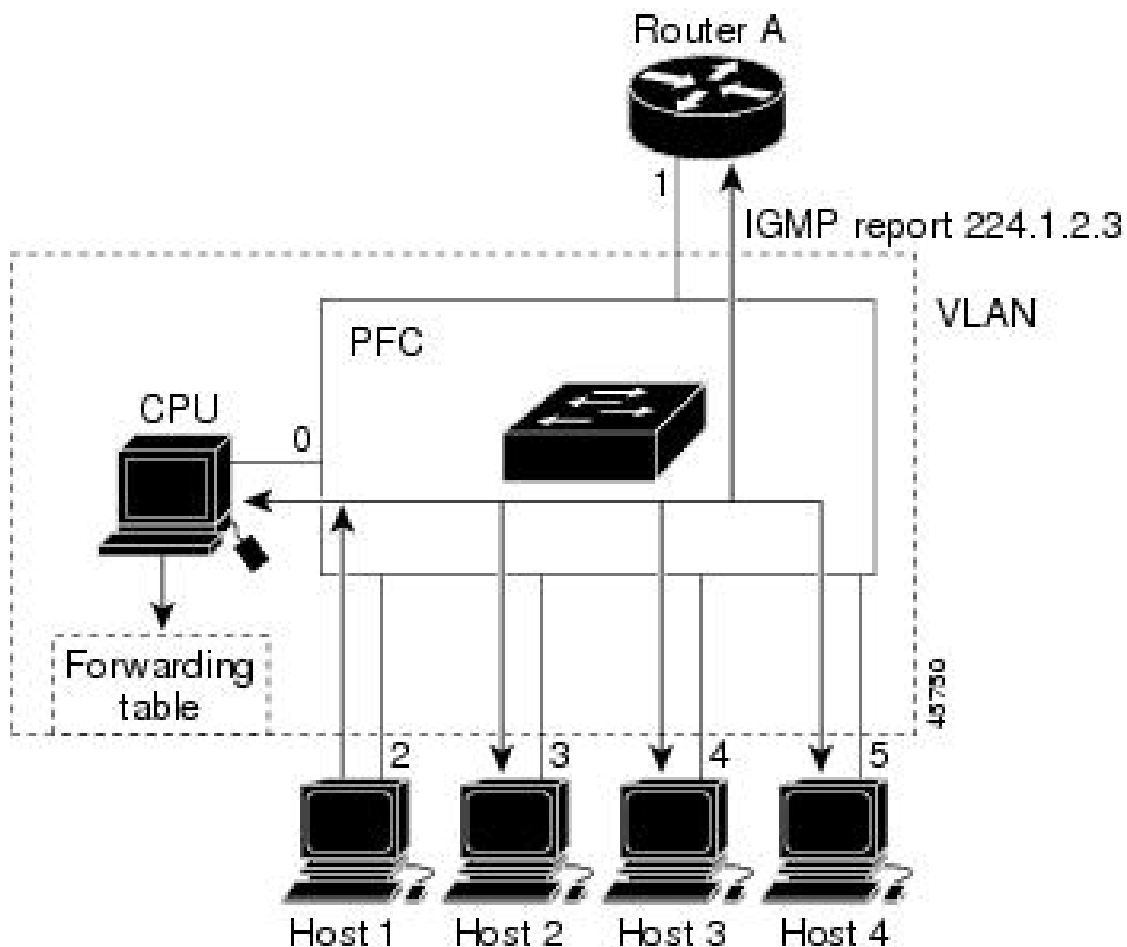 Router A
1
IGMP report 224.1.2.3
VLAN
PFC
CPU
0
Forwarding
table
45750
2
3
4
5
Host 1
Host 2
Host 3
Host 4